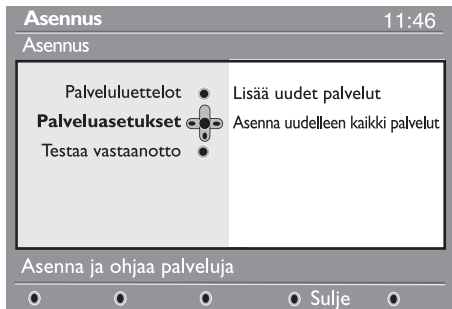 Asennus 11:46
Asennus
Palveluluettelot Lisää uudet palvelut
Palveluasetukset Asenna uudelleen kaikki palvelut
Testaa vastaanotto
Asenna ja ohjaa palveluja
Sulje